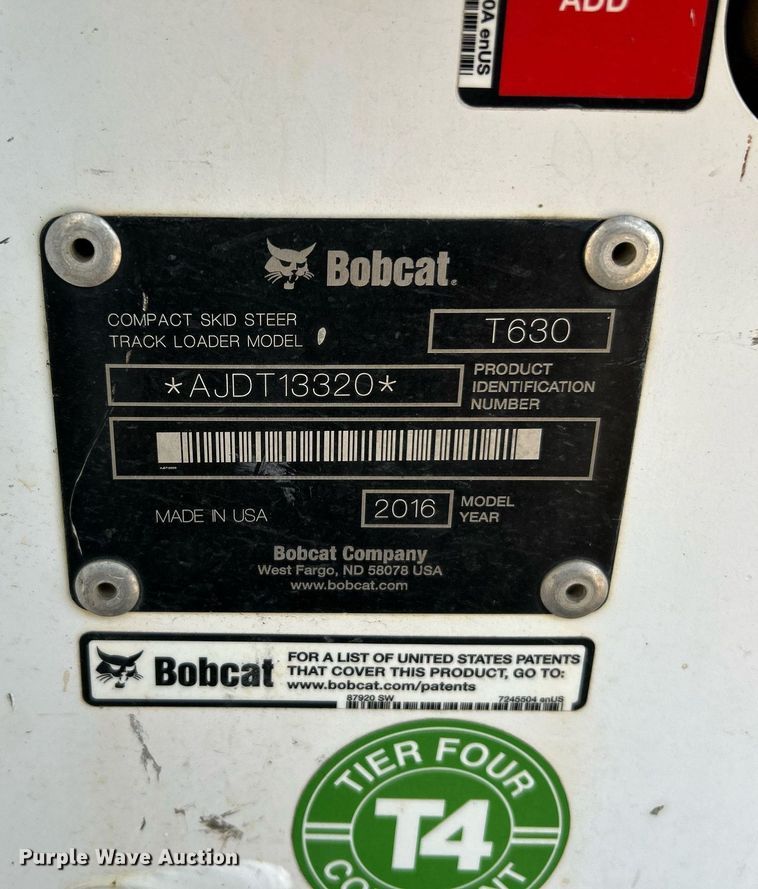 0A enUS
ADD
Bobcat.
COMPACT SKID STEER
TRACK LOADER MODEL
T630
*AJDT13320*
PRODUCT
IDENTIFICATION
NUMBER
MADE IN USA
2016
MODEL
YEAR
Bobcat Company
West Fargo, ND 58078 USA
www.bobcat.com
Bobcat
FOR A LIST OF UNITED STATES PATENTS
THAT COVER THIS PRODUCT, GO TO:
www.bobcat.com/patents
87920 SW
7245504 enUS
TIER FOUR
T4
Purple Wave Auction